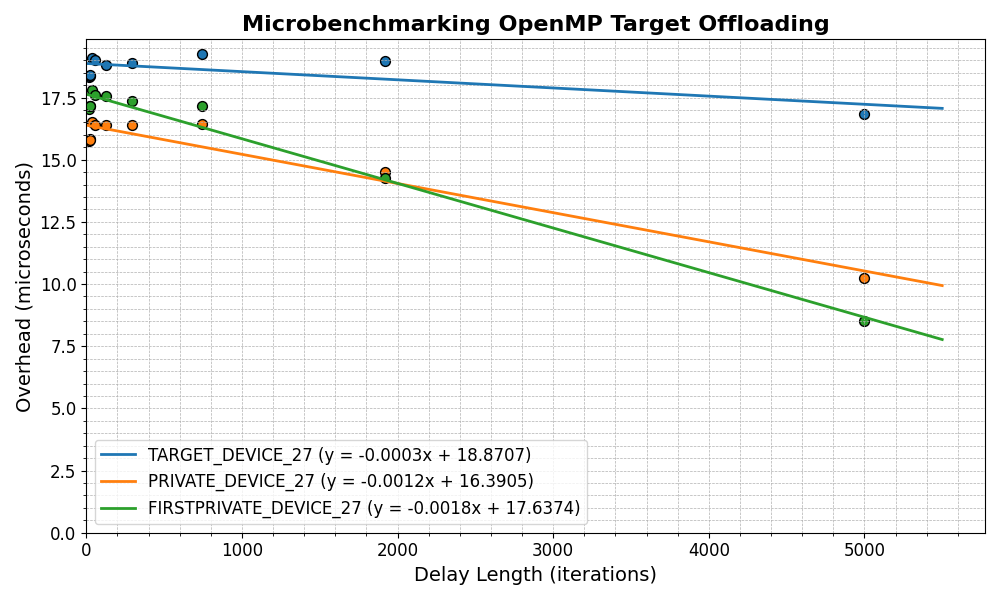 Microbenchmarking OpenMP Target Offloading
Overhead (microseconds)
17.5
15.0
12.5
10.0
7.5
5.0
2.5
0.0
TARGET_DEVICE_27 (y = -0.0003x + 18.8707)
PRIVATE_DEVICE_27 (y = -0.0012x + 16.3905)
FIRSTPRIVATE_DEVICE_27 (y = -0.0018x + 17.6374)
0 1000 2000 3000 4000 5000
Delay Length (iterations)